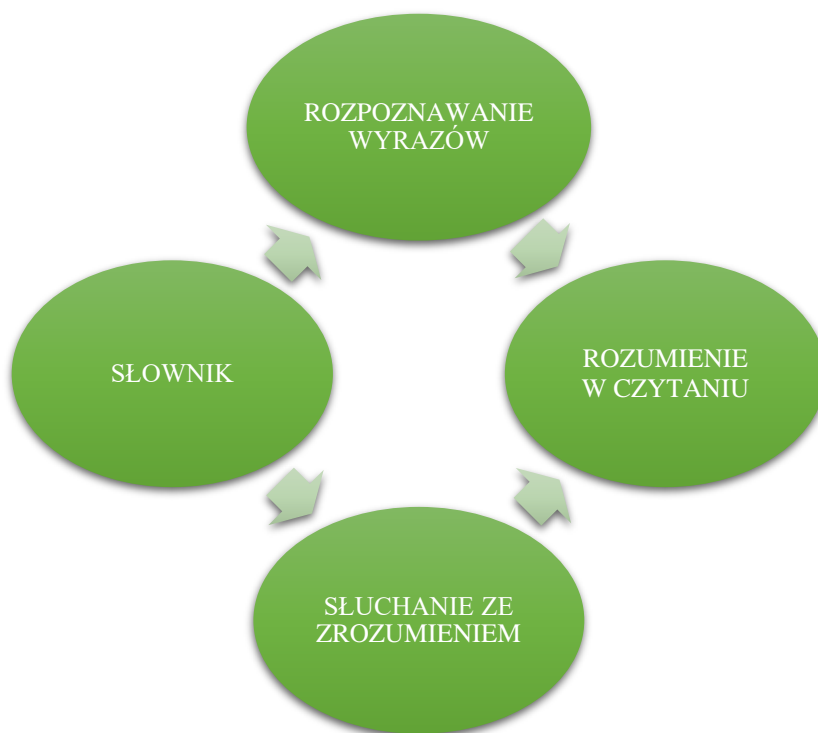 ROZPOZNAWANIE
WYRAZÓW
SŁOWNIK
ROZUMIENIE
W CZYTANIU
SŁUCHANIE ZE
ZROZUMIENIEM